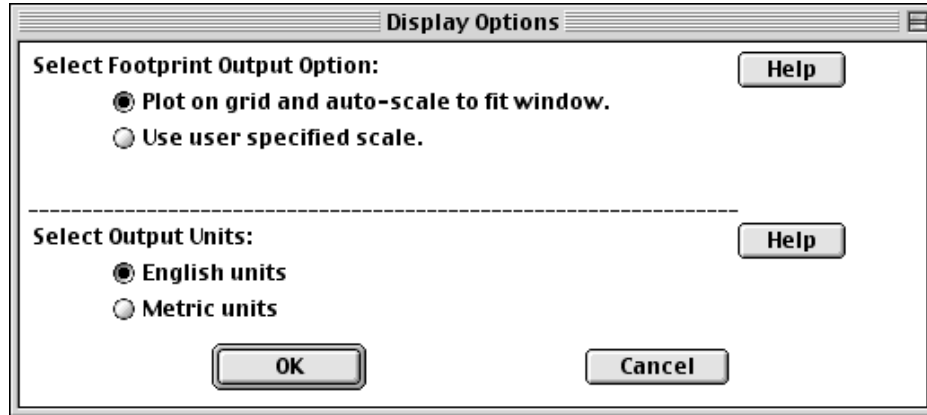 Display Options
Select Footprint Output Option:
Help
Plot on grid and auto-scale to fit window.
Use user specified scale.
Select Output Units:
Help
English units
Metric units
OK
Cancel